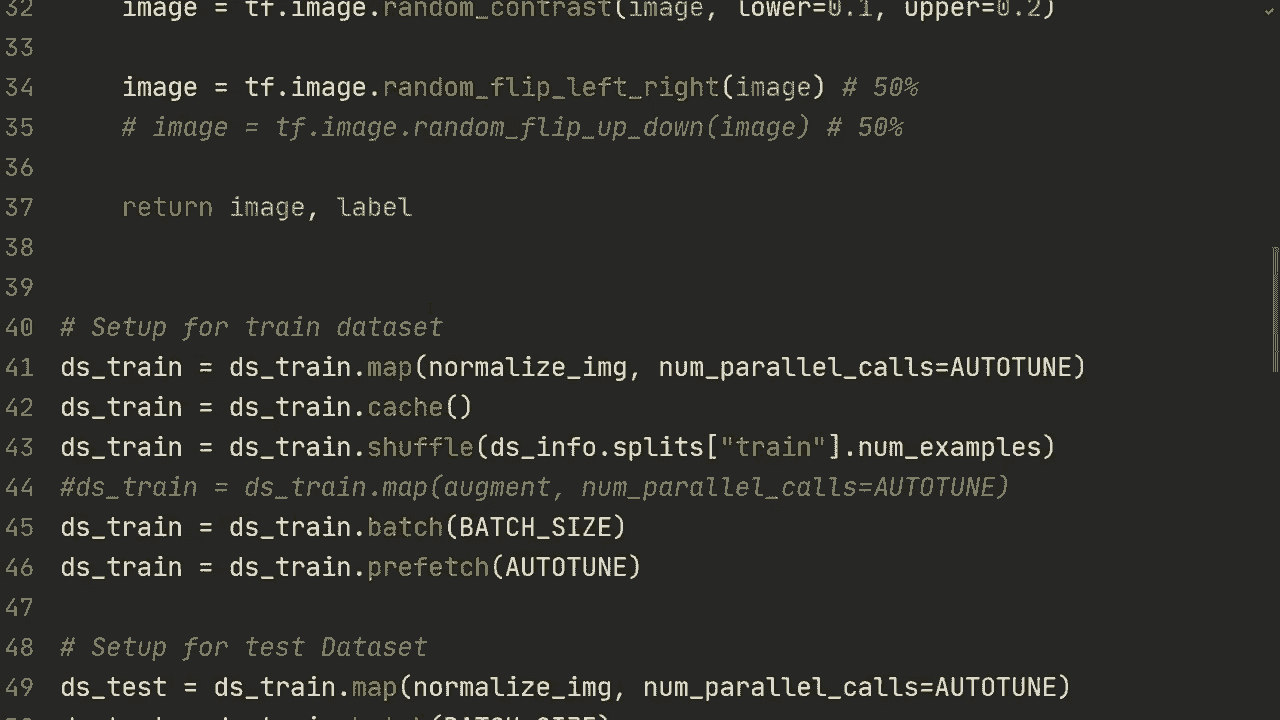 32 image = tf.image.random_contrast(image, lower=0.1, upper=0.2)
33
34 image = tf.image.random_flip_left_right(image) # 50%
35 # image = tf.image.random_flip_up_down(image) # 50%
36
37 return image, label
38
39
40 # Setup for train dataset
41 ds_train = ds_train.map(normalize_img, num_parallel_calls=AUTOTUNE)
42 ds_train = ds_train.cache()
43 ds_train = ds_train.shuffle(ds_info.splits["train"].num_examples)
44 #ds_train = ds_train.map(augment, num_parallel_calls=AUTOTUNE)
45 ds_train = ds_train.batch(BATCH_SIZE)
46 ds_train = ds_train.prefetch(AUTOTUNE)
47
48 # Setup for test Dataset
49 ds_test = ds_train.map(normalize_img, num_parallel_calls=AUTOTUNE)